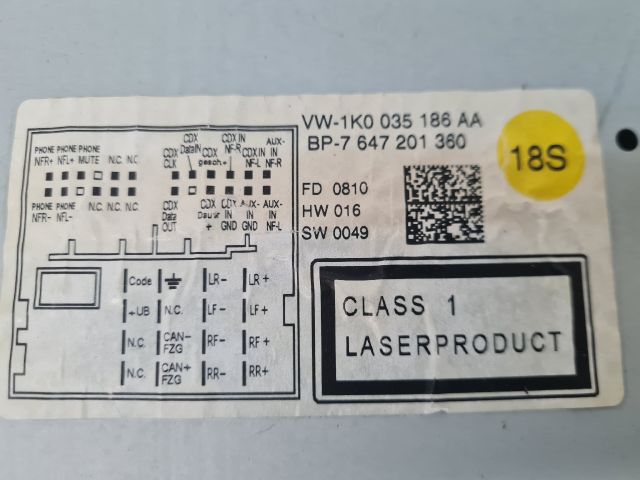 VW-1K0 035 186 AA
BP-7 647 201 360
18S
FD 0810
HW 016
SW 0049
CLASS 1
LASERPRODUCT
PHONE PHONE PHONE
NFR+ NFL+ MUTE N.C. N.C.
PHONE PHONE
NFR- NFL- N.C. N.C. N.C.
CDX CLK
CDX DataIN
CDX gesch.+
CDX IN NF-R
CDX IN NF-L
AUX-IN NF-R
CDX Data OUT
CDX Dauer +
CDX IN GND
AUX-IN GND
AUX-IN NF-L
Code LR- LR+
+UB N.C. LF- LF+
N.C. CAN- FZG RF- RF+
N.C. CAN+ FZG RR- RR+